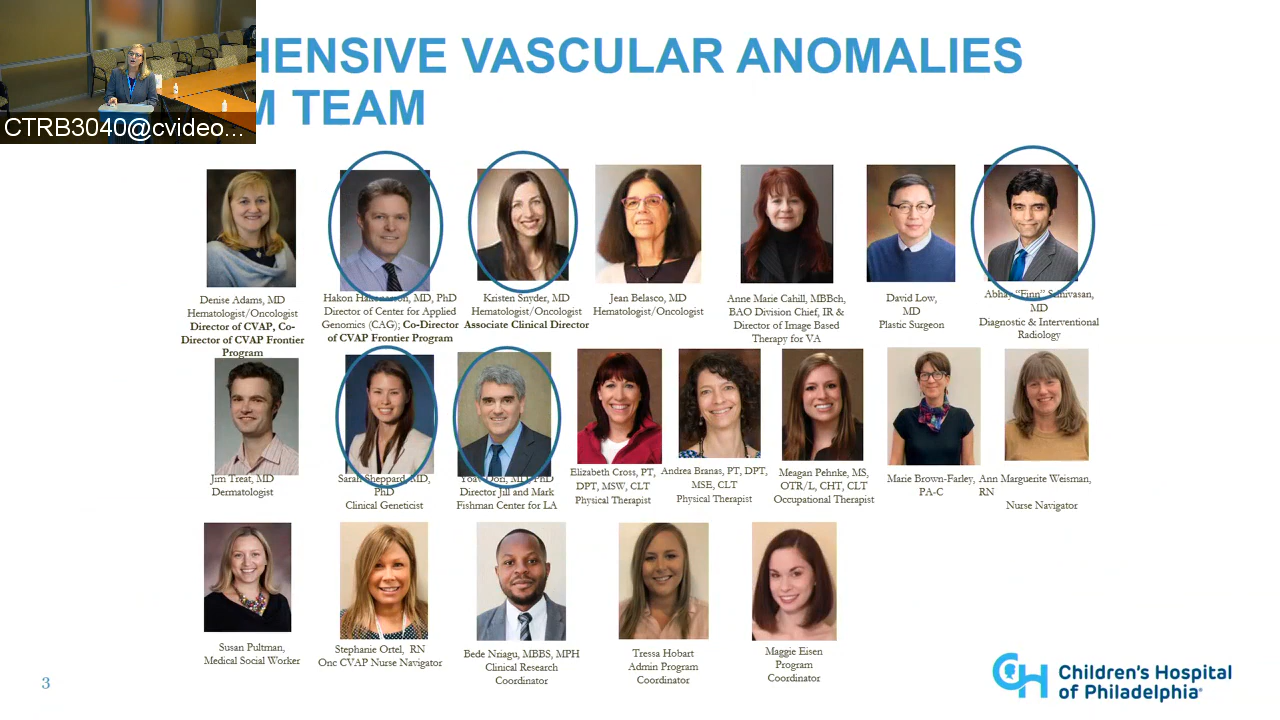 HENSIVE VASCULAR ANOMALIES
M TEAM
CTRB3040@cvideo...
Denise Adams, MD
Hematologist/Oncologist
Director of CVAP, Co-
Director of CVAP Frontier
Program
Hakon Hakonarson, MD, PhD
Director of Center for Applied
Genomics (CAG); Co-Director
of CVAP Frontier Program
Kristen Snyder, MD
Hematologist/Oncologist
Associate Clinical Director
Jean Belasco, MD
Hematologist/Oncologist
Anne Marie Cahill, MBBch,
BAO Division Chief, IR &
Director of Image Based
Therapy for VA
David Low,
MD
Plastic Surgeon
Abhay "Finn" Srinivasan,
MD
Diagnostic & Interventional
Radiology
Jim Treat, MD
Dermatologist
Sarah Sheppard, MD,
PhD
Clinical Geneticist
Yoav Dori, MD, PhD
Director Jill and Mark
Fishman Center for LA
Elizabeth Cross, PT,
DPT, MSW, CLT
Physical Therapist
Andrea Branas, PT, DPT,
MSE, CLT
Physical Therapist
Meagan Pehnke, MS,
OTR/L, CHT, CLT
Occupational Therapist
Marie Brown-Farley,
PA-C
Ann Marguerite Weisman,
RN
Nurse Navigator
Susan Pultman,
Medical Social Worker
Stephanie Ortel, RN
Onc CVAP Nurse Navigator
Bede Nriagu, MBBS, MPH
Clinical Research
Coordinator
Tressa Hobart
Admin Program
Coordinator
Maggie Eisen
Program
Coordinator
3
CH Children's Hospital
of Philadelphia®